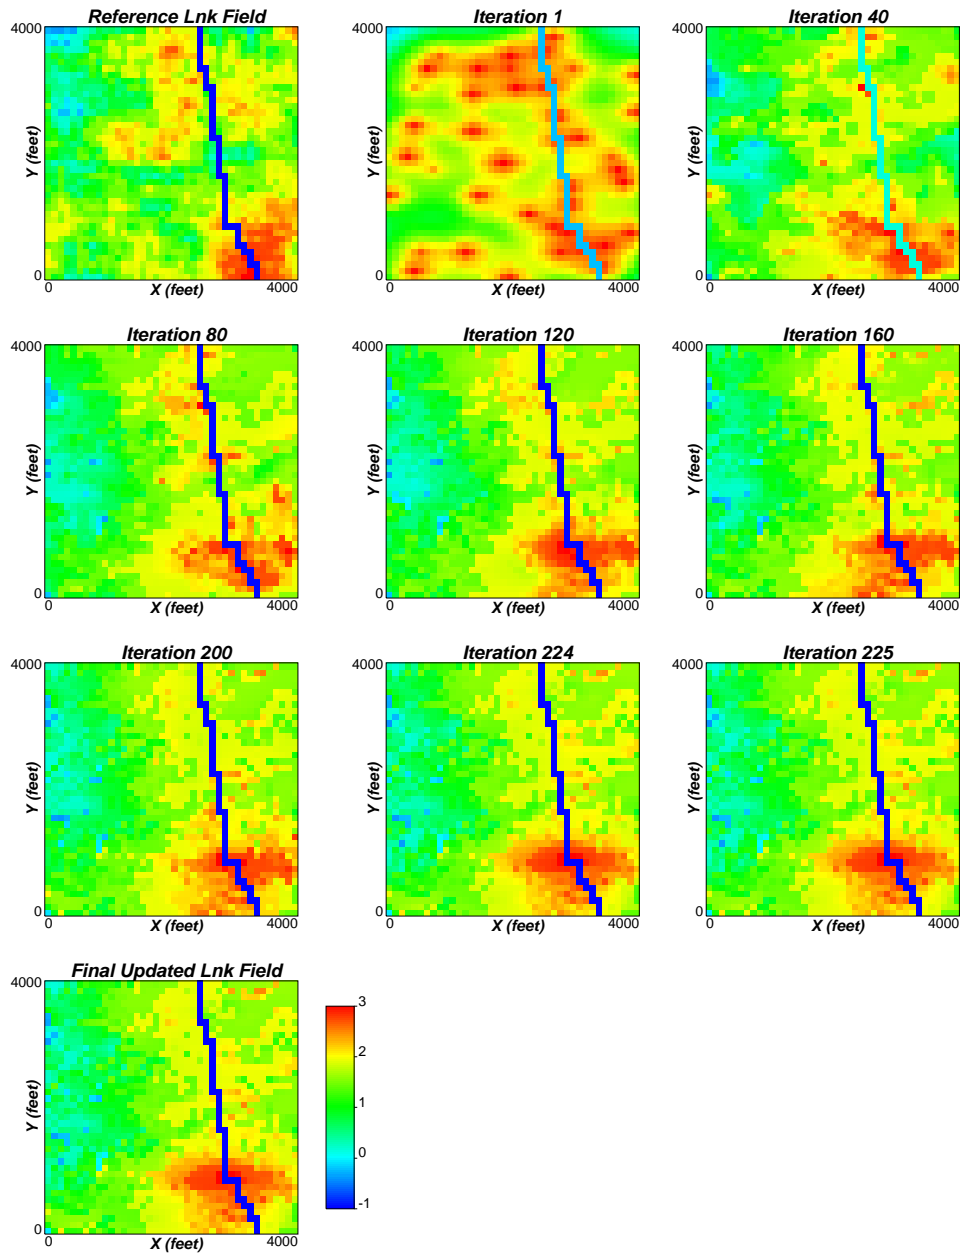 Reference Lnk Field Iteration 1 Iteration 40
4000 4000 4000
Y (feet) Y (feet) Y (feet)
0 0 0
0 4000 0 4000 0 4000
X (feet) X (feet) X (feet)
Iteration 80 Iteration 120 Iteration 160
4000 4000 4000
Y (feet) Y (feet) Y (feet)
0 0 0
0 4000 0 4000 0 4000
X (feet) X (feet) X (feet)
Iteration 200 Iteration 224 Iteration 225
4000 4000 4000
Y (feet) Y (feet) Y (feet)
0 0 0
0 4000 0 4000 0 4000
X (feet) X (feet) X (feet)
Final Updated Lnk Field
4000
3
2
Y (feet)
1
0
-1
0
0 4000
X (feet)